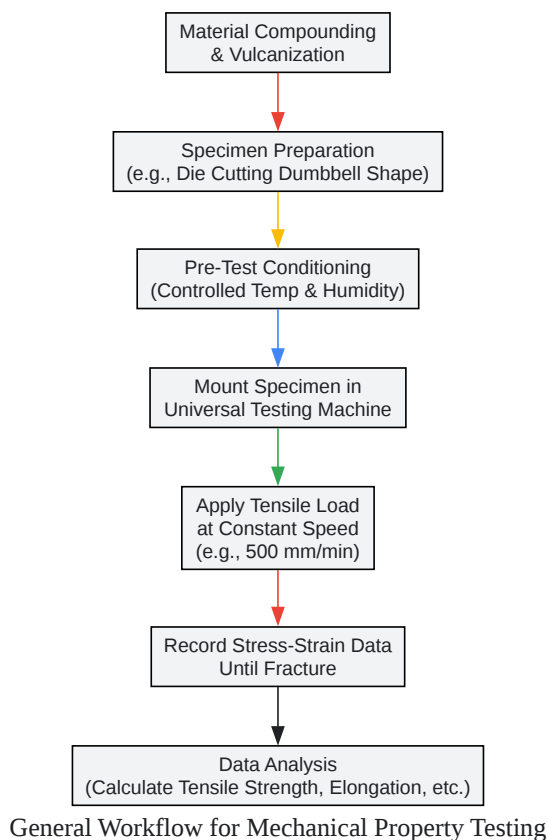 Material Compounding
& Vulcanization
Specimen Preparation
(e.g., Die Cutting Dumbbell Shape)
Pre-Test Conditioning
(Controlled Temp & Humidity)
Mount Specimen in
Universal Testing Machine
Apply Tensile Load
at Constant Speed
(e.g., 500 mm/min)
Record Stress-Strain Data
Until Fracture
Data Analysis
(Calculate Tensile Strength, Elongation, etc.)
General Workflow for Mechanical Property Testing